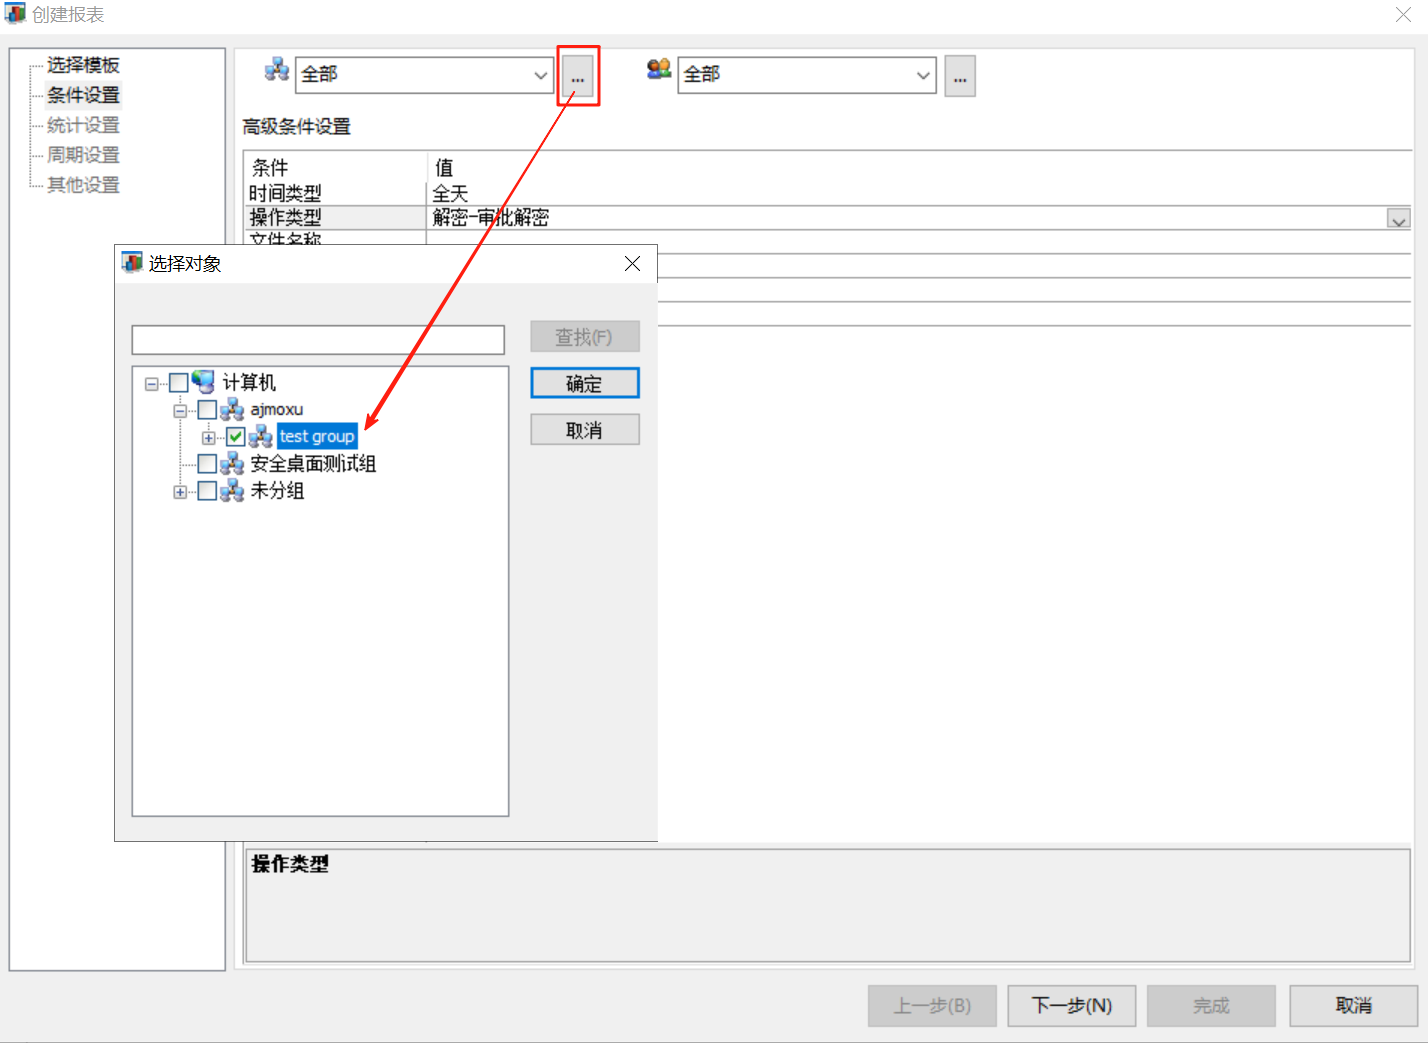 创建报表
选择模板
条件设置
统计设置
周期设置
其他设置
全部
...
全部
...
高级条件设置
条件 值
时间类型 全天
操作类型 解密-审批解密
文件名称
选择对象
查找(F)
计算机
确定
ajmoxu
test group
取消
安全桌面测试组
未分组
操作类型
上一步(B) 下一步(N) 完成 取消